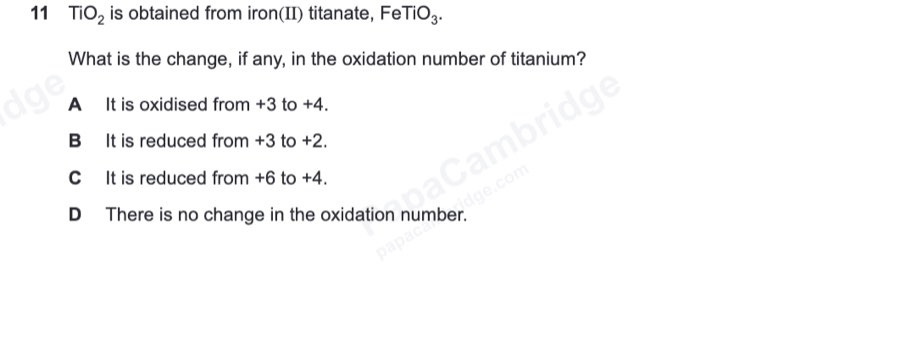 11 TiO₂ is obtained from iron(II) titanate, FeTiO₃.
What is the change, if any, in the oxidation number of titanium?
A It is oxidised from +3 to +4.
B It is reduced from +3 to +2.
C It is reduced from +6 to +4.
D There is no change in the oxidation number.